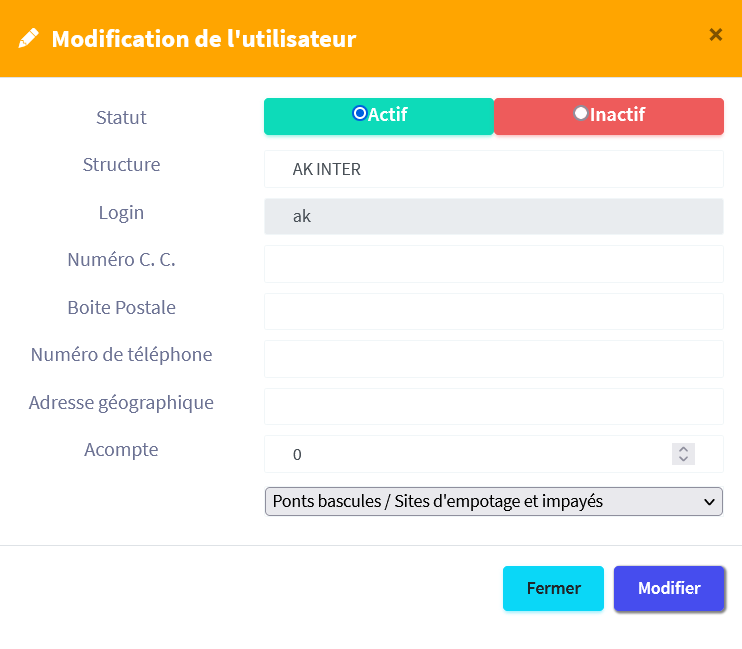 Modification de l'utilisateur
×
Statut
Actif
Inactif
Structure
AK INTER
Login
ak
Numéro C. C.
Boite Postale
Numéro de téléphone
Adresse géographique
Acompte
0
Ponts bascules / Sites d'empotage et impayés
Fermer
Modifier